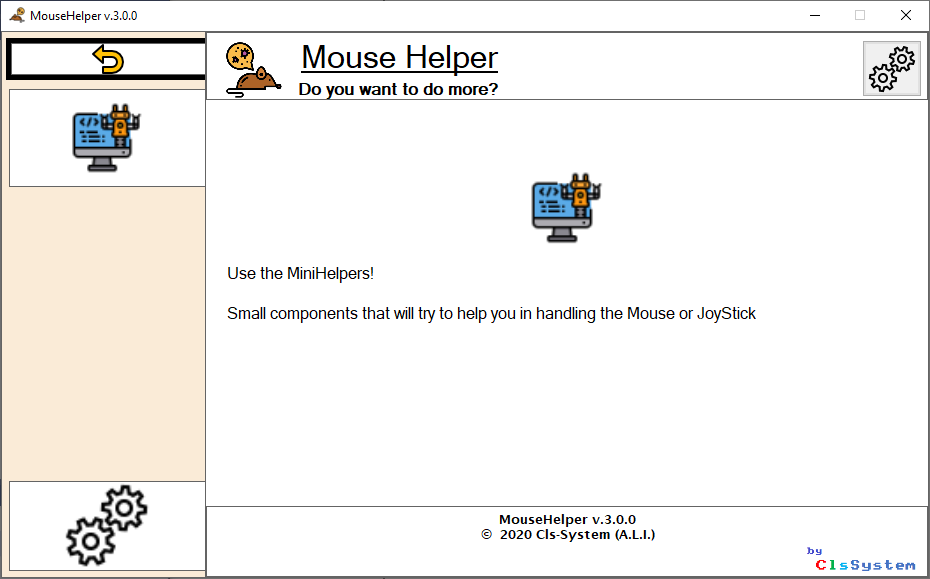 MouseHelper v.3.0.0
Mouse Helper
Do you want to do more?
Use the MiniHelpers!
Small components that will try to help you in handling the Mouse or JoyStick
MouseHelper v.3.0.0
© 2020 Cls-System (A.L.I.)
by
ClsSystem